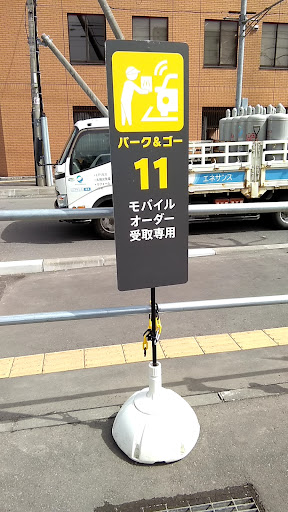 パーク&ゴー
11
モバイル
オーダー
受取専用
エネサンス